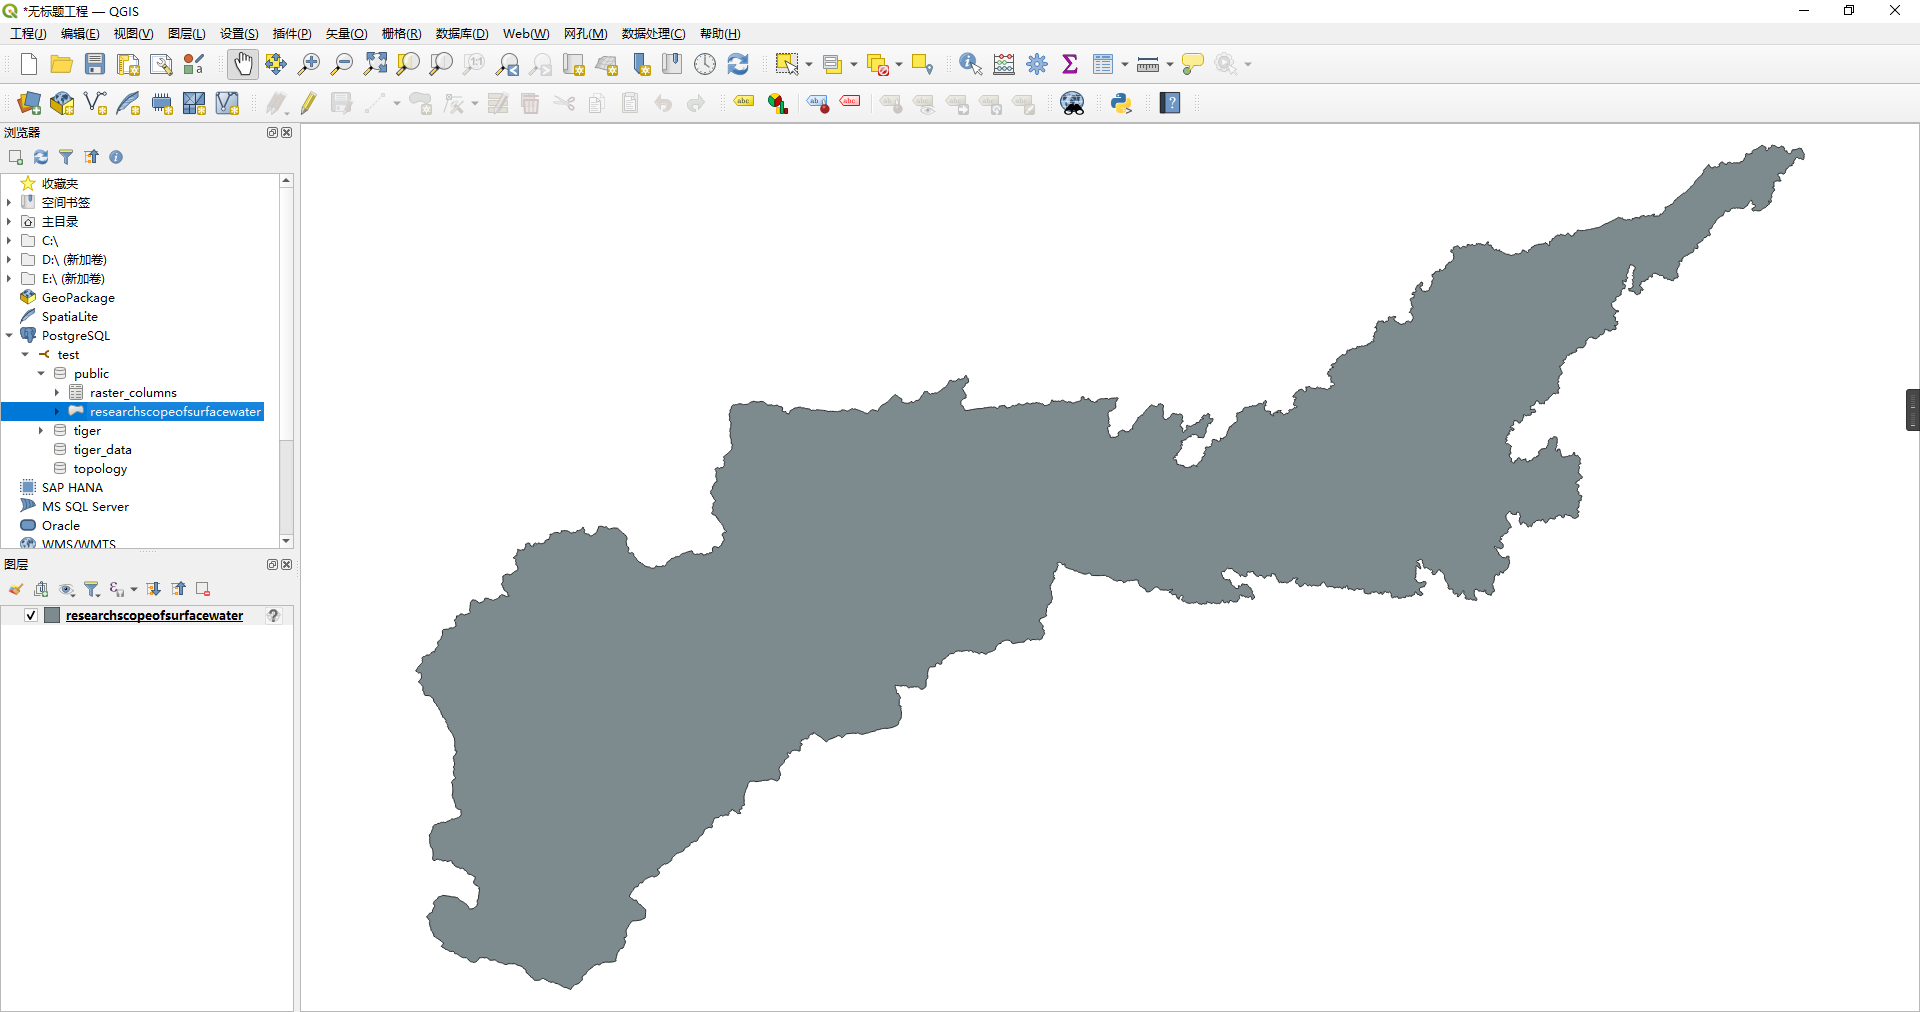 *无标题工程 — QGIS
工程(J) 编辑(E) 视图(V) 图层(L) 设置(S) 插件(P) 矢量(O) 栅格(R) 数据库(D) Web(W) 网孔(M) 数据处理(C) 帮助(H)
浏览器
收藏夹
空间书签
主目录
C:\
D:\ (新加卷)
E:\ (新加卷)
GeoPackage
SpatiaLite
PostgreSQL
test
public
raster_columns
researchscopeofsurfacewater
tiger
tiger_data
topology
SAP HANA
MS SQL Server
Oracle
WMS/WMTS
图层
researchscopeofsurfacewater